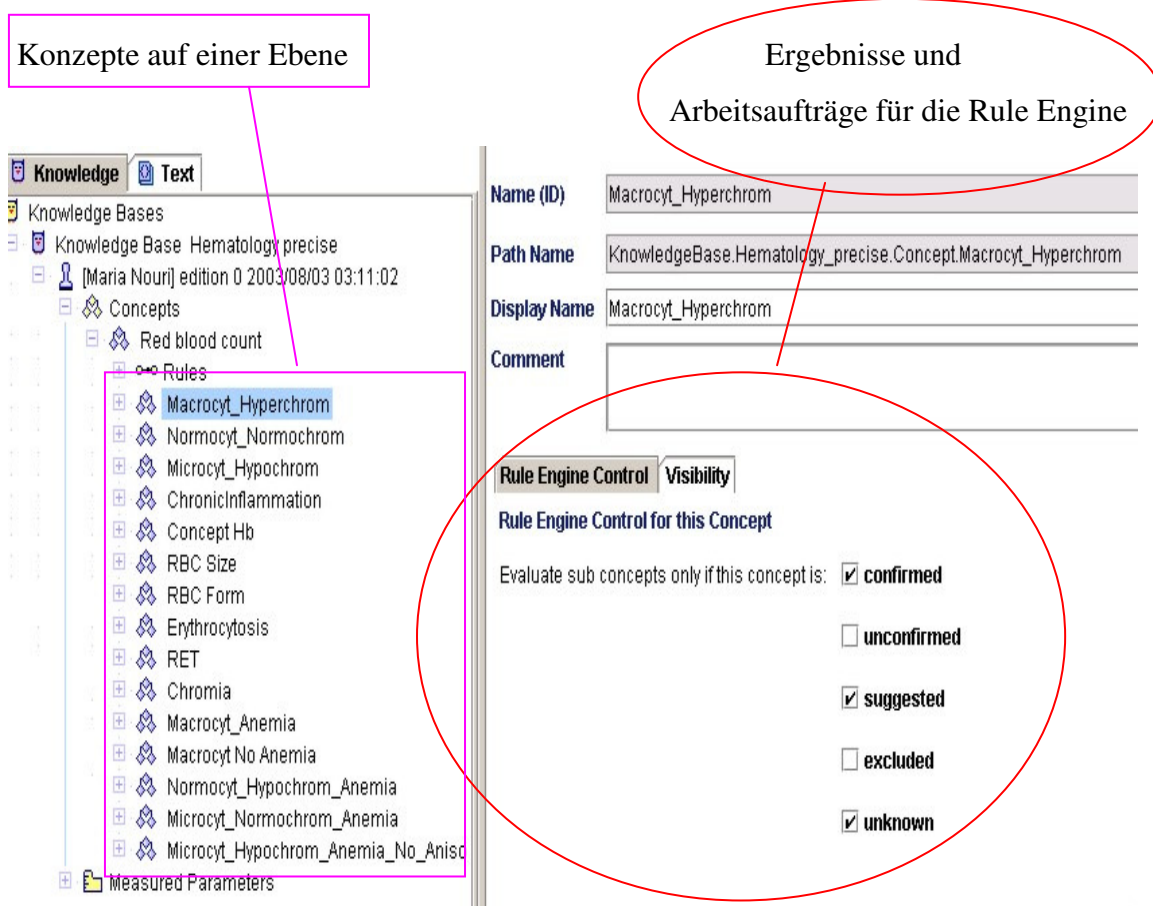 Konzepte auf einer Ebene
Ergebnisse und
Arbeitsaufträge für die Rule Engine
Knowledge Text
Knowledge Bases
Knowledge Base Hematology precise
[Maria Nouri] edition 0 2003/08/03 03:11:02
Concepts
Red blood count
Rules
Macrocyt_Hyperchrom
Normocyt_Normochrom
Microcyt_Hypochrom
ChronicInflammation
Concept Hb
RBC Size
RBC Form
Erythrocytosis
RET
Chromia
Macrocyt_Anemia
Macrocyt No Anemia
Normocyt_Hypochrom_Anemia
Microcyt_Normochrom_Anemia
Microcyt_Hypochrom_Anemia_No_Aniso
Measured Parameters
Name (ID) Macrocyt_Hyperchrom
Path Name KnowledgeBase.Hematology_precise.Concept.Macrocyt_Hyperchrom
Display Name Macrocyt_Hyperchrom
Comment
Rule Engine Control Visibility
Rule Engine Control for this Concept
Evaluate sub concepts only if this concept is: confirmed
unconfirmed
suggested
excluded
unknown